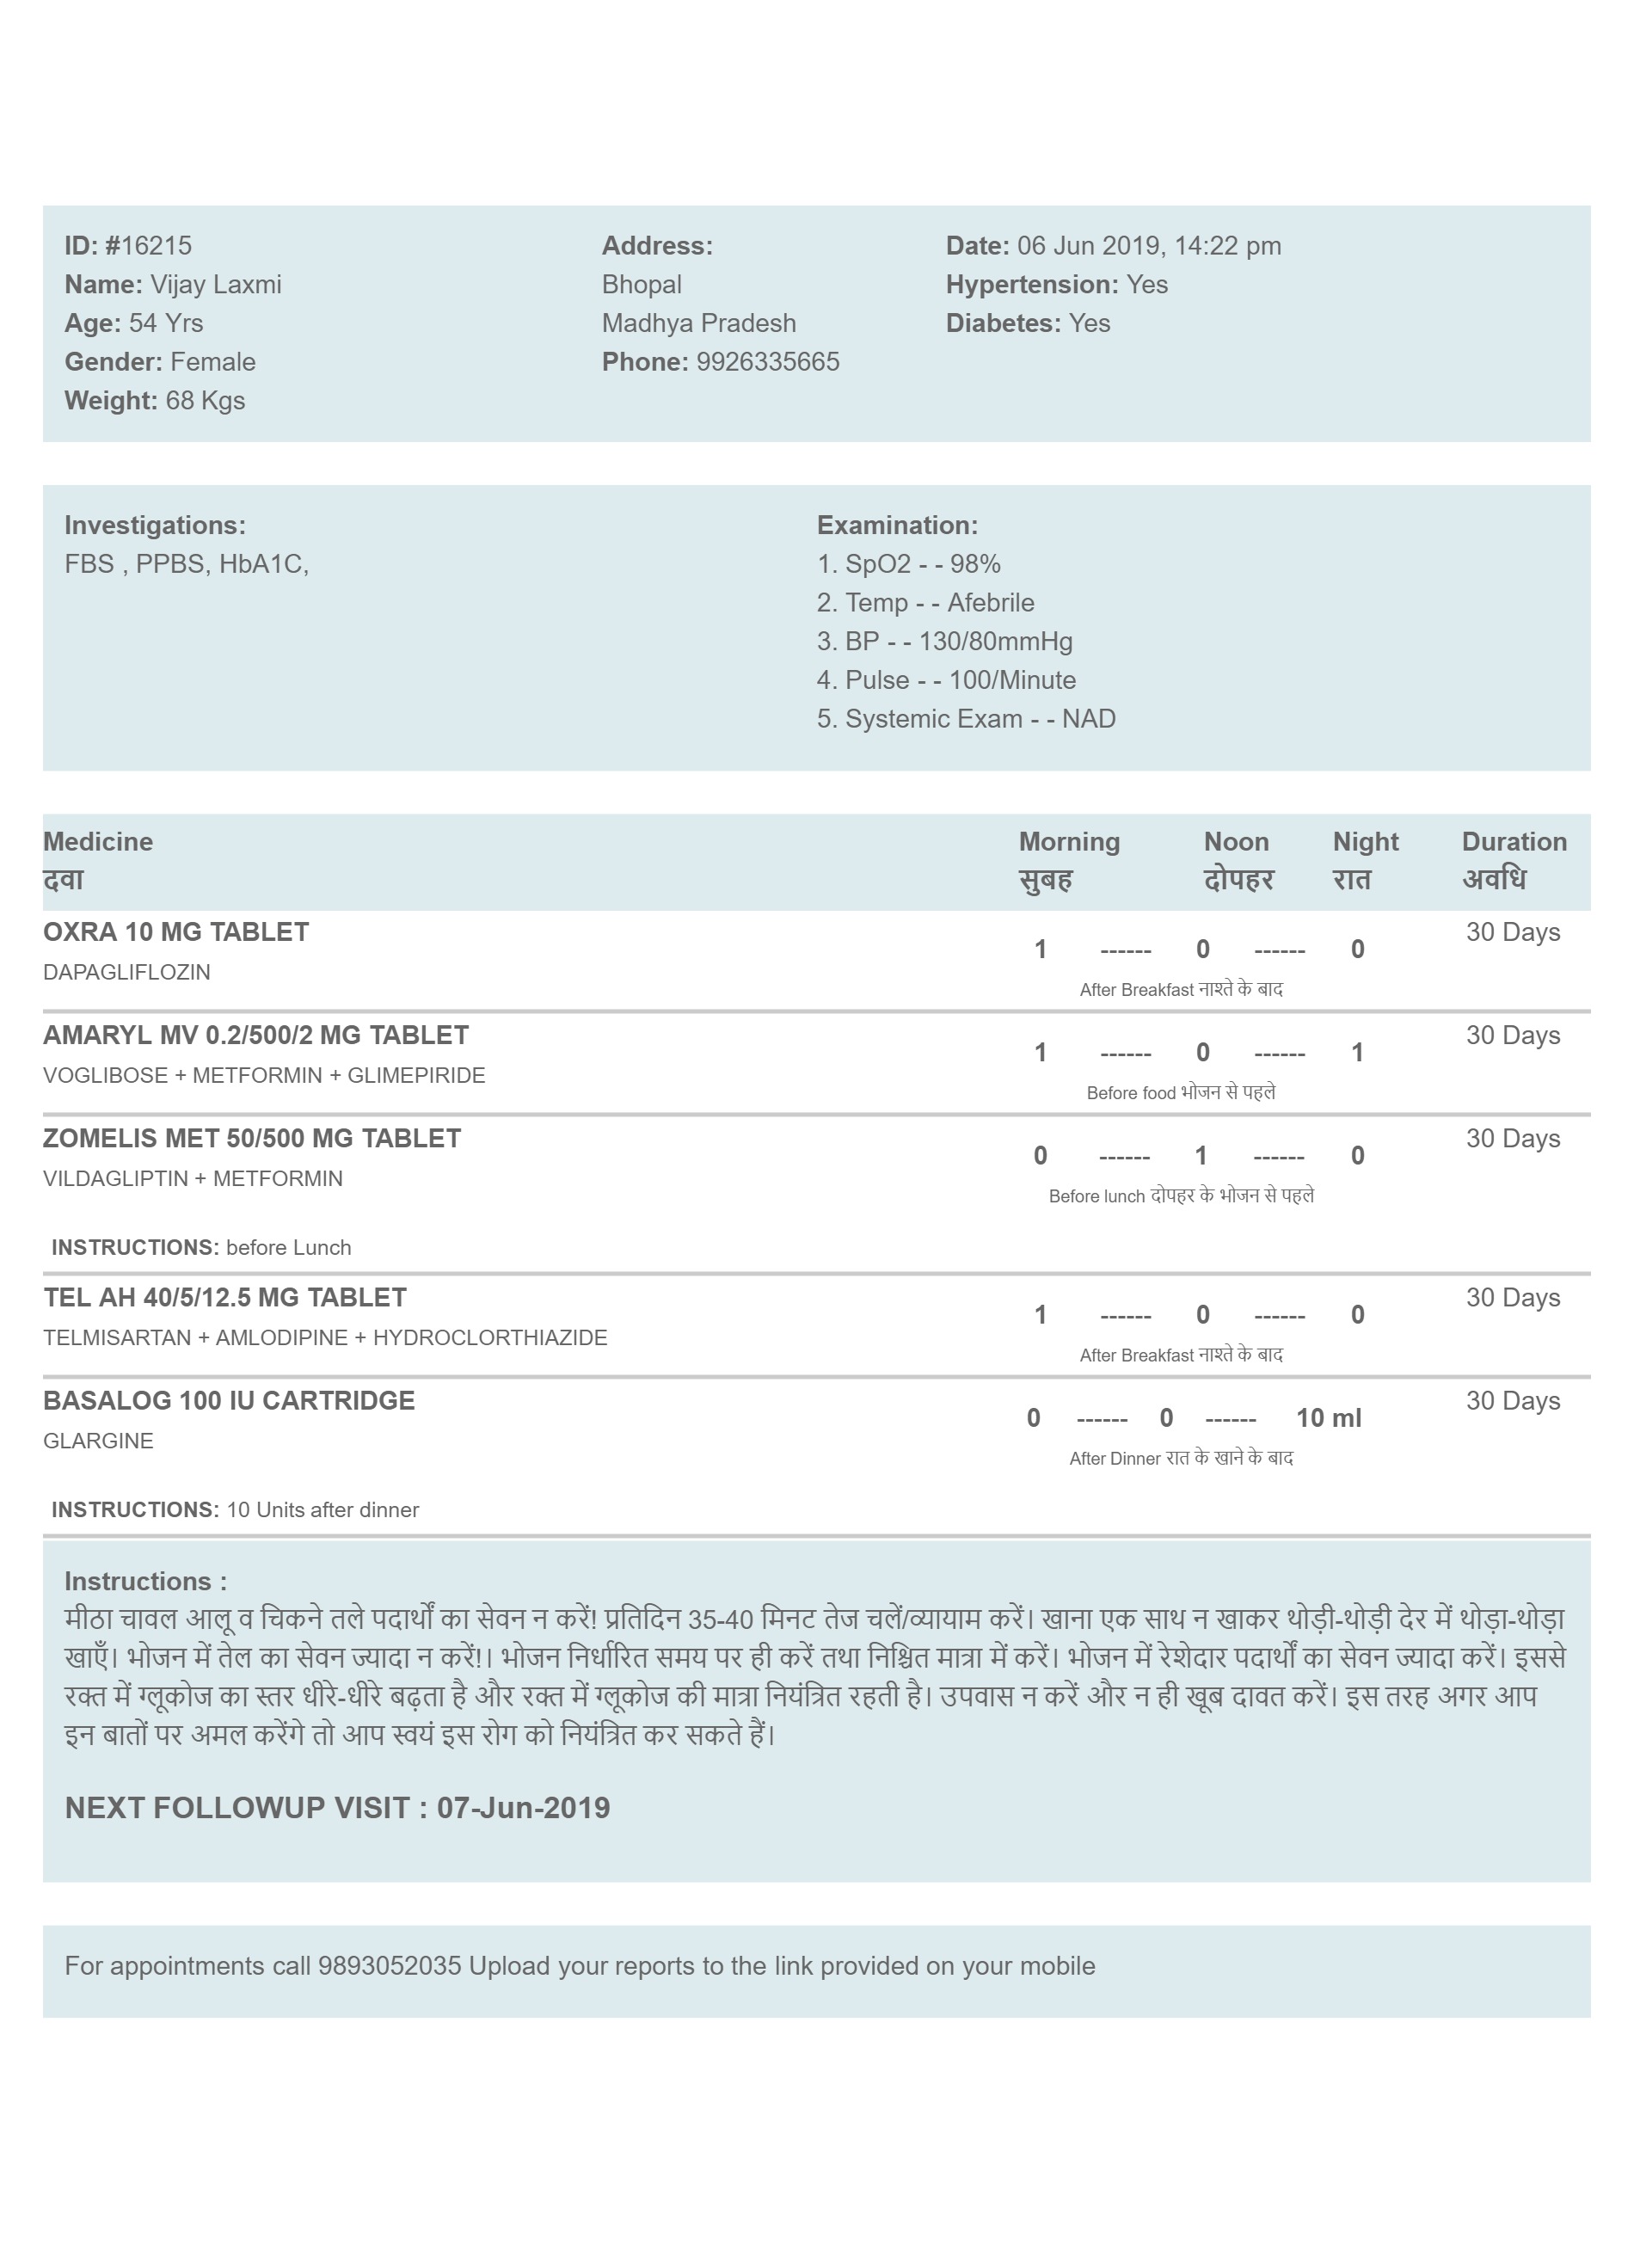 ID: #16215
Name: Vijay Laxmi
Age: 54 Yrs
Gender: Female
Weight: 68 Kgs
Address:
Bhopal
Madhya Pradesh
Phone: 9926335665
Date: 06 Jun 2019, 14:22 pm
Hypertension: Yes
Diabetes: Yes
Investigations:
FBS , PPBS, HbA1C,
Examination:
1. SpO2 - - 98%
2. Temp - - Afebrile
3. BP - - 130/80mmHg
4. Pulse - - 100/Minute
5. Systemic Exam - - NAD
Medicine Morning Noon Night Duration
दवा सुबह दोपहर रात अवधि
OXRA 10 MG TABLET 1 ------ 0 ------ 0 30 Days
DAPAGLIFLOZIN After Breakfast नाश्ते के बाद
AMARYL MV 0.2/500/2 MG TABLET 1 ------ 0 ------ 1 30 Days
VOGLIBOSE + METFORMIN + GLIMEPIRIDE Before food भोजन से पहले
ZOMELIS MET 50/500 MG TABLET 0 ------ 1 ------ 0 30 Days
VILDAGLIPTIN + METFORMIN Before lunch दोपहर के भोजन से पहले
INSTRUCTIONS: before Lunch
TEL AH 40/5/12.5 MG TABLET 1 ------ 0 ------ 0 30 Days
TELMISARTAN + AMLODIPINE + HYDROCLORTHIAZIDE After Breakfast नाश्ते के बाद
BASALOG 100 IU CARTRIDGE 0 ------ 0 ------ 10 ml 30 Days
GLARGINE After Dinner रात के खाने के बाद
INSTRUCTIONS: 10 Units after dinner
Instructions :
मीठा चावल आलू व चिकने तले पदार्थों का सेवन न करें! प्रतिदिन 35-40 मिनट तेज चलें/व्यायाम करें। खाना एक साथ न खाकर थोड़ी-थोड़ी देर में थोड़ा-थोड़ा
खाएँ। भोजन में तेल का सेवन ज्यादा न करें!। भोजन निर्धारित समय पर ही करें तथा निश्चित मात्रा में करें। भोजन में रेशेदार पदार्थों का सेवन ज्यादा करें। इससे
रक्त में ग्लूकोज का स्तर धीरे-धीरे बढ़ता है और रक्त में ग्लूकोज की मात्रा नियंत्रित रहती है। उपवास न करें और न ही खूब दावत करें। इस तरह अगर आप
इन बातों पर अमल करेंगे तो आप स्वयं इस रोग को नियंत्रित कर सकते हैं।
NEXT FOLLOWUP VISIT : 07-Jun-2019
For appointments call 9893052035 Upload your reports to the link provided on your mobile